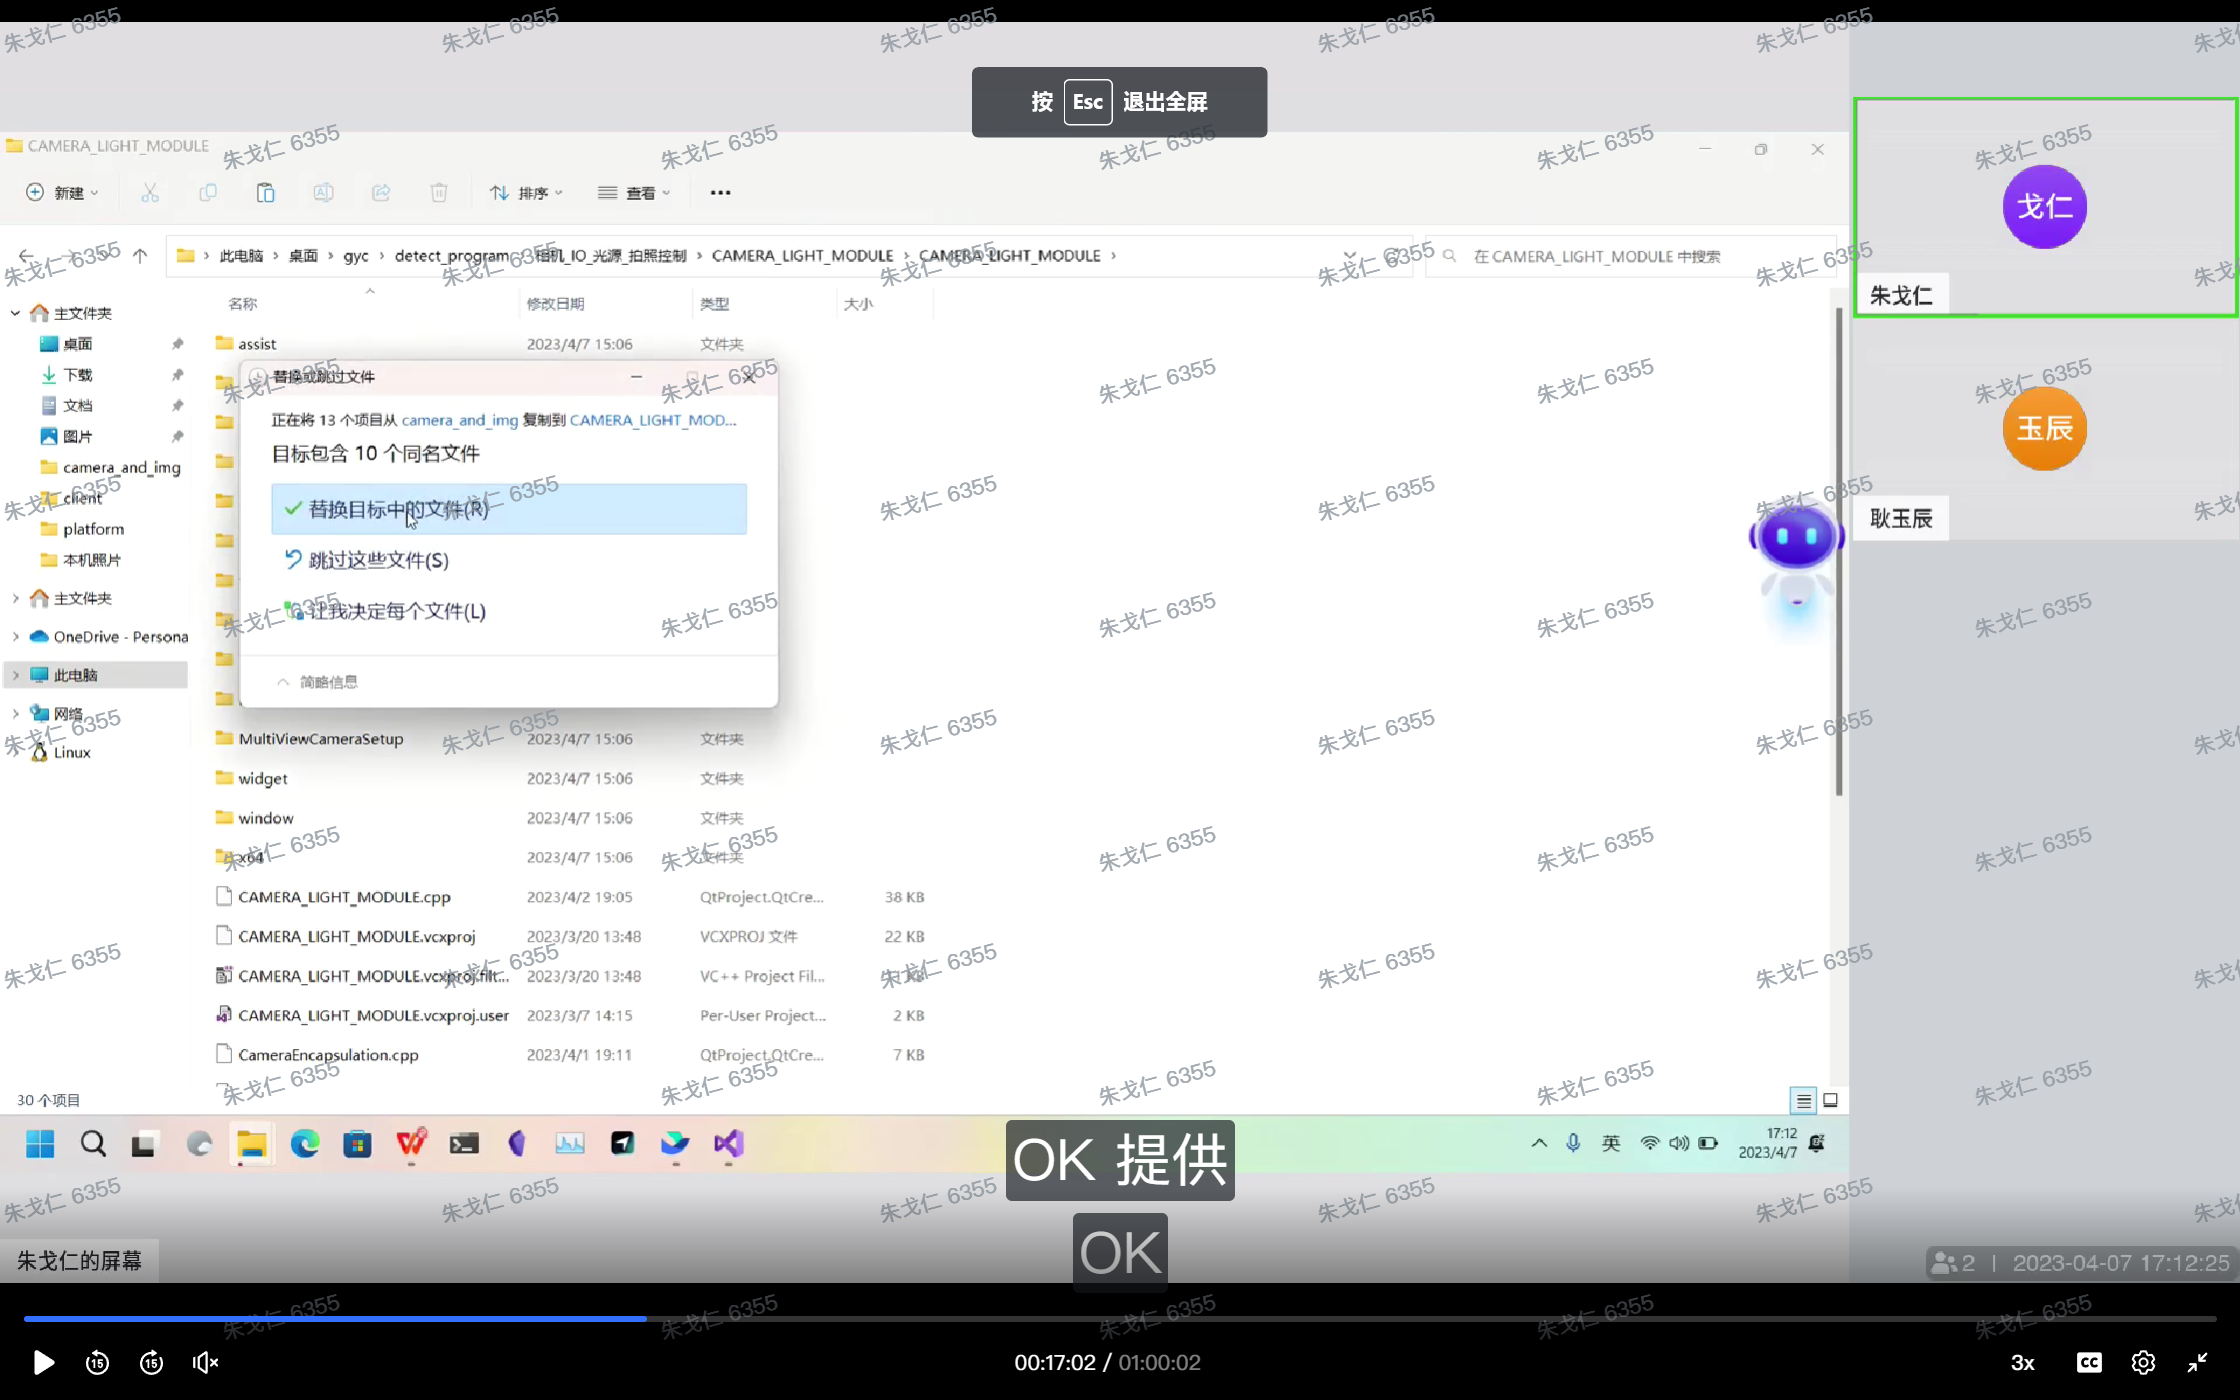 按 Esc 退出全屏
CAMERA_LIGHT_MODULE
新建 排序 查看
此电脑 › 桌面 › gyc › detect_program › 相机_IO_光源_拍照控制 › CAMERA_LIGHT_MODULE › CAMERA_LIGHT_MODULE ›
在 CAMERA_LIGHT_MODULE 中搜索
名称 修改日期 类型 大小
主文件夹
桌面
下载
文档
图片
camera_and_img
client
platform
本机照片
主文件夹
OneDrive - Persona
此电脑
网络
Linux
assist 2023/4/7 15:06 文件夹
替换或跳过文件
正在将 13 个项目从 camera_and_img 复制到 CAMERA_LIGHT_MOD...
目标包含 10 个同名文件
替换目标中的文件(R)
跳过这些文件(S)
让我决定每个文件(L)
简略信息
MultiViewCameraSetup 2023/4/7 15:06 文件夹
widget 2023/4/7 15:06 文件夹
window 2023/4/7 15:06 文件夹
x64 2023/4/7 15:06 文件夹
CAMERA_LIGHT_MODULE.cpp 2023/4/2 19:05 QtProject.QtCre... 38 KB
CAMERA_LIGHT_MODULE.vcxproj 2023/3/20 13:48 VCXPROJ 文件 22 KB
CAMERA_LIGHT_MODULE.vcxproj.filt... 2023/3/20 13:48 VC++ Project Fil... KB
CAMERA_LIGHT_MODULE.vcxproj.user 2023/3/7 14:15 Per-User Project... 2 KB
CameraEncapsulation.cpp 2023/4/1 19:11 QtProject.QtCre... 7 KB
30 个项目
戈仁
朱戈仁
玉辰
耿玉辰
英
17:12
2023/4/7
OK 提供
OK
朱戈仁的屏幕
2 | 2023-04-07 17:12:25
15 15
00:17:02 / 01:00:02
3x CC
朱戈仁 6355